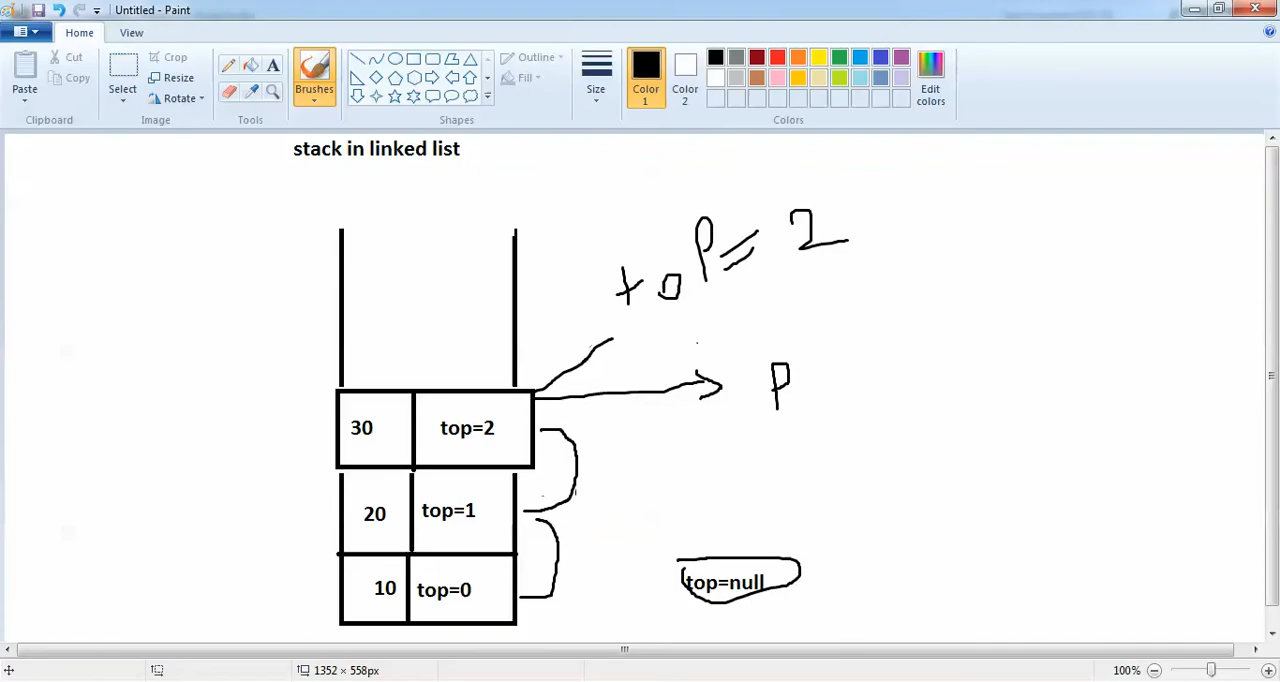 Untitled - Paint
Home View
Paste
Cut
Copy
Clipboard
Select
Crop
Resize
Rotate
Image
A
Tools
Brushes
Outline
Fill
Shapes
Size
Color 1
Color 2
Edit colors
Colors
stack in linked list
top= 2
P
30 top=2
20 top=1
10 top=0
top=null
1352 × 558px
100%